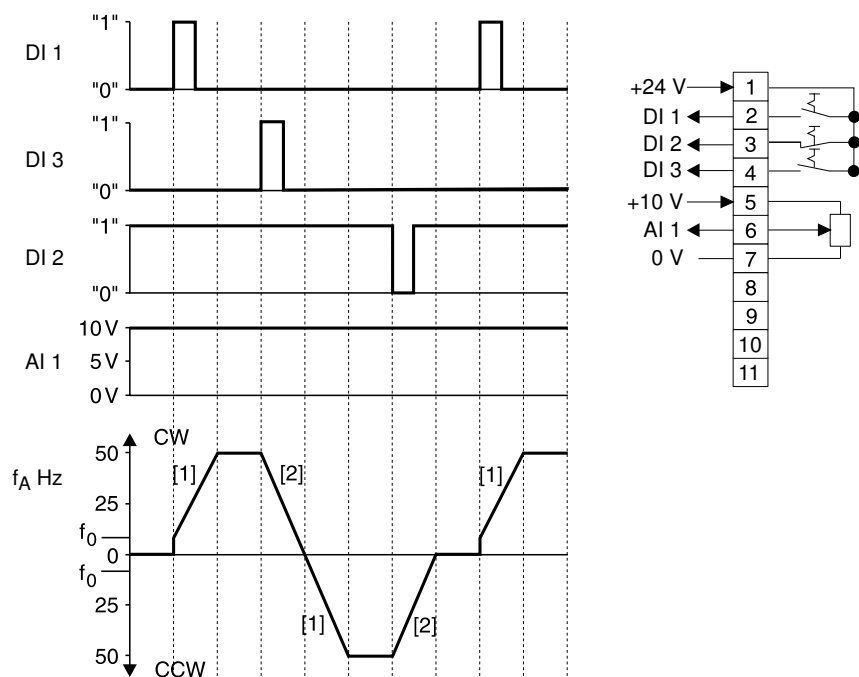 "1"
DI 1
"0"
"1"
DI 3
"0"
"1"
DI 2
"0"
10 V
AI 1
5 V
0 V
CW
50
f_A Hz
[1]
[2]
[1]
25
f_0
0
f_0
25
[1]
[2]
50
CCW
+24 V 1
DI 1 2
DI 2 3
DI 3 4
+10 V 5
AI 1 6
0 V 7
8
9
10
11